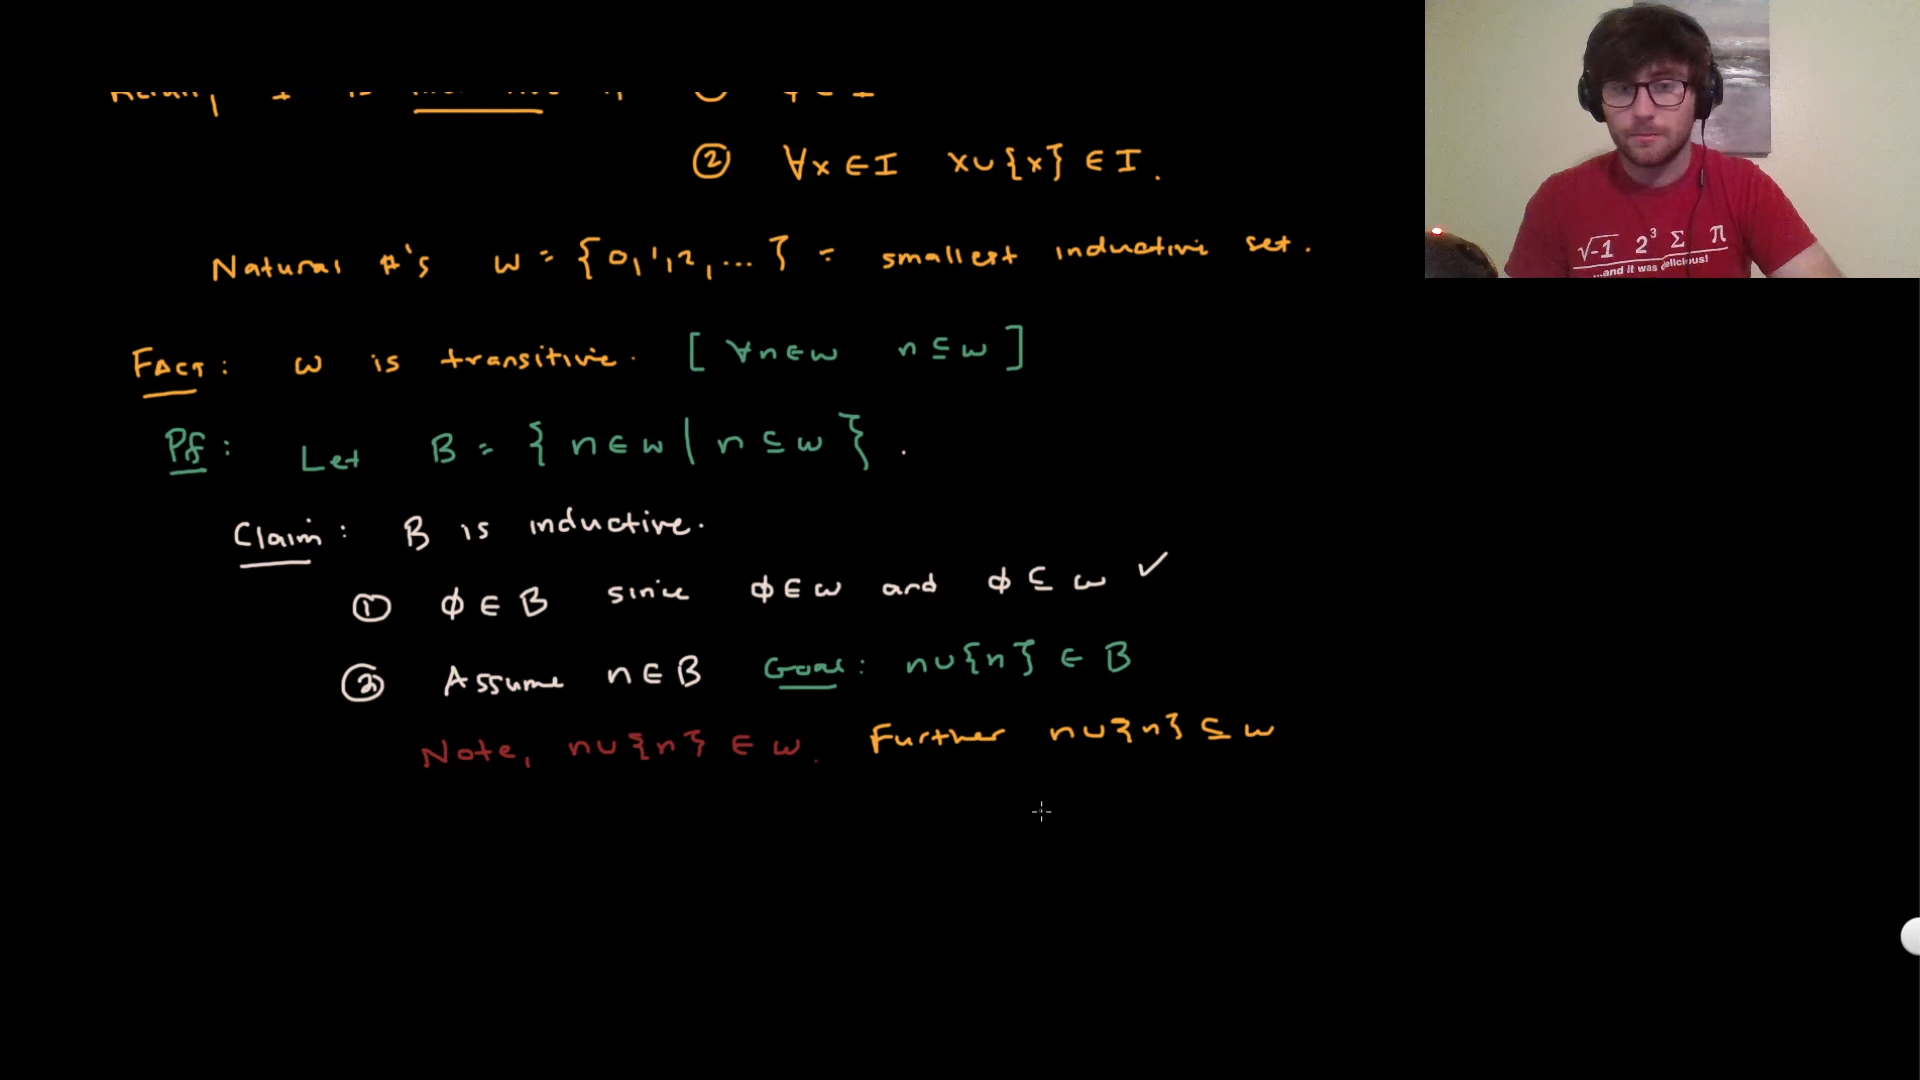 ② ∀x ∈ I x∪{x} ∈ I.
Natural #'s ω = {0,1,2,...} = smallest inductive set.
Fact: ω is transitive. [∀n∈ω n ⊆ ω]
Pf: Let B = {n∈ω | n ⊆ ω}.
Claim: B is inductive.
① ϕ ∈ B since ϕ∈ω and ϕ ⊆ ω ✓
② Assume n∈B Goal: n∪{n} ∈ B
Note, n∪{n} ∈ ω. Further n∪{n} ⊆ ω
√-1 2³ Σ π
...and it was delicious!